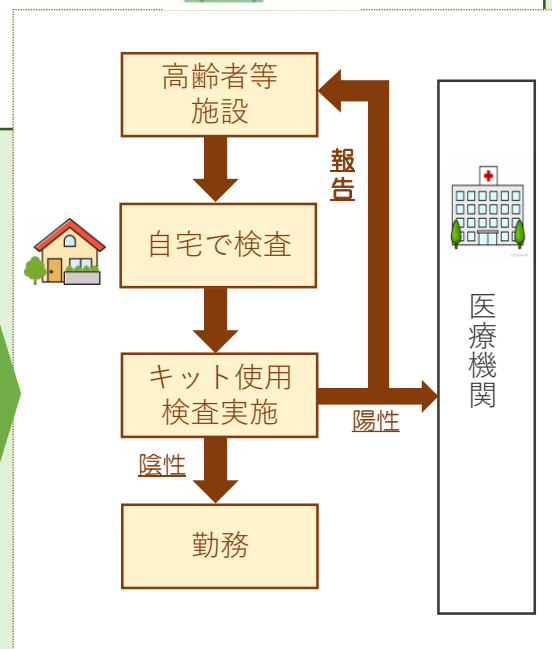 高齢者等
施設
報
告
自宅で検査
医療機関
キット使用
検査実施
陽性
陰性
勤務